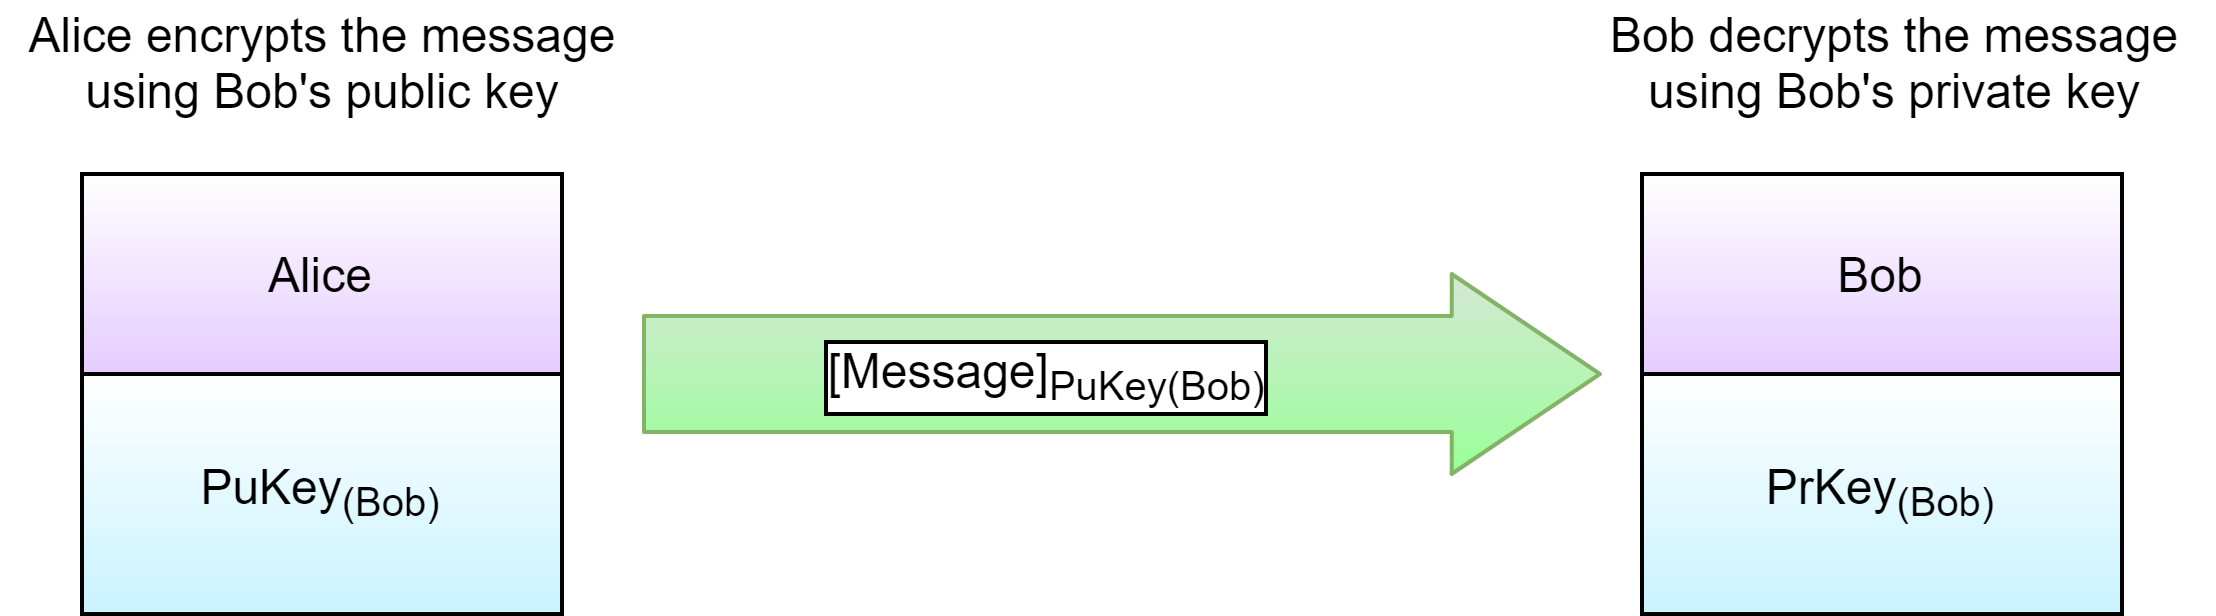 Alice encrypts the message
using Bob's public key
Bob decrypts the message
using Bob's private key
Alice
PuKey(Bob)
[Message]PuKey(Bob)
Bob
PrKey(Bob)